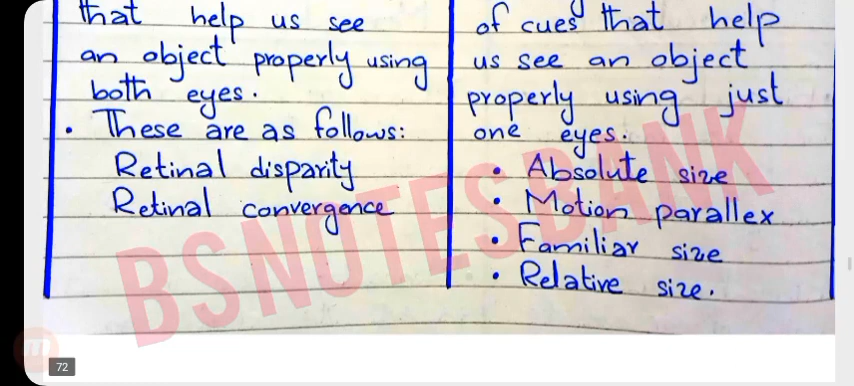 that help us see
an object properly using
both eyes.
• These are as follows:
Retinal disparity
Retinal convergence
of cues that help
us see an object
properly using just
one eyes.
• Absolute size
• Motion parallex
• Familiar size
• Relative size.
BSNOTESBANK
72